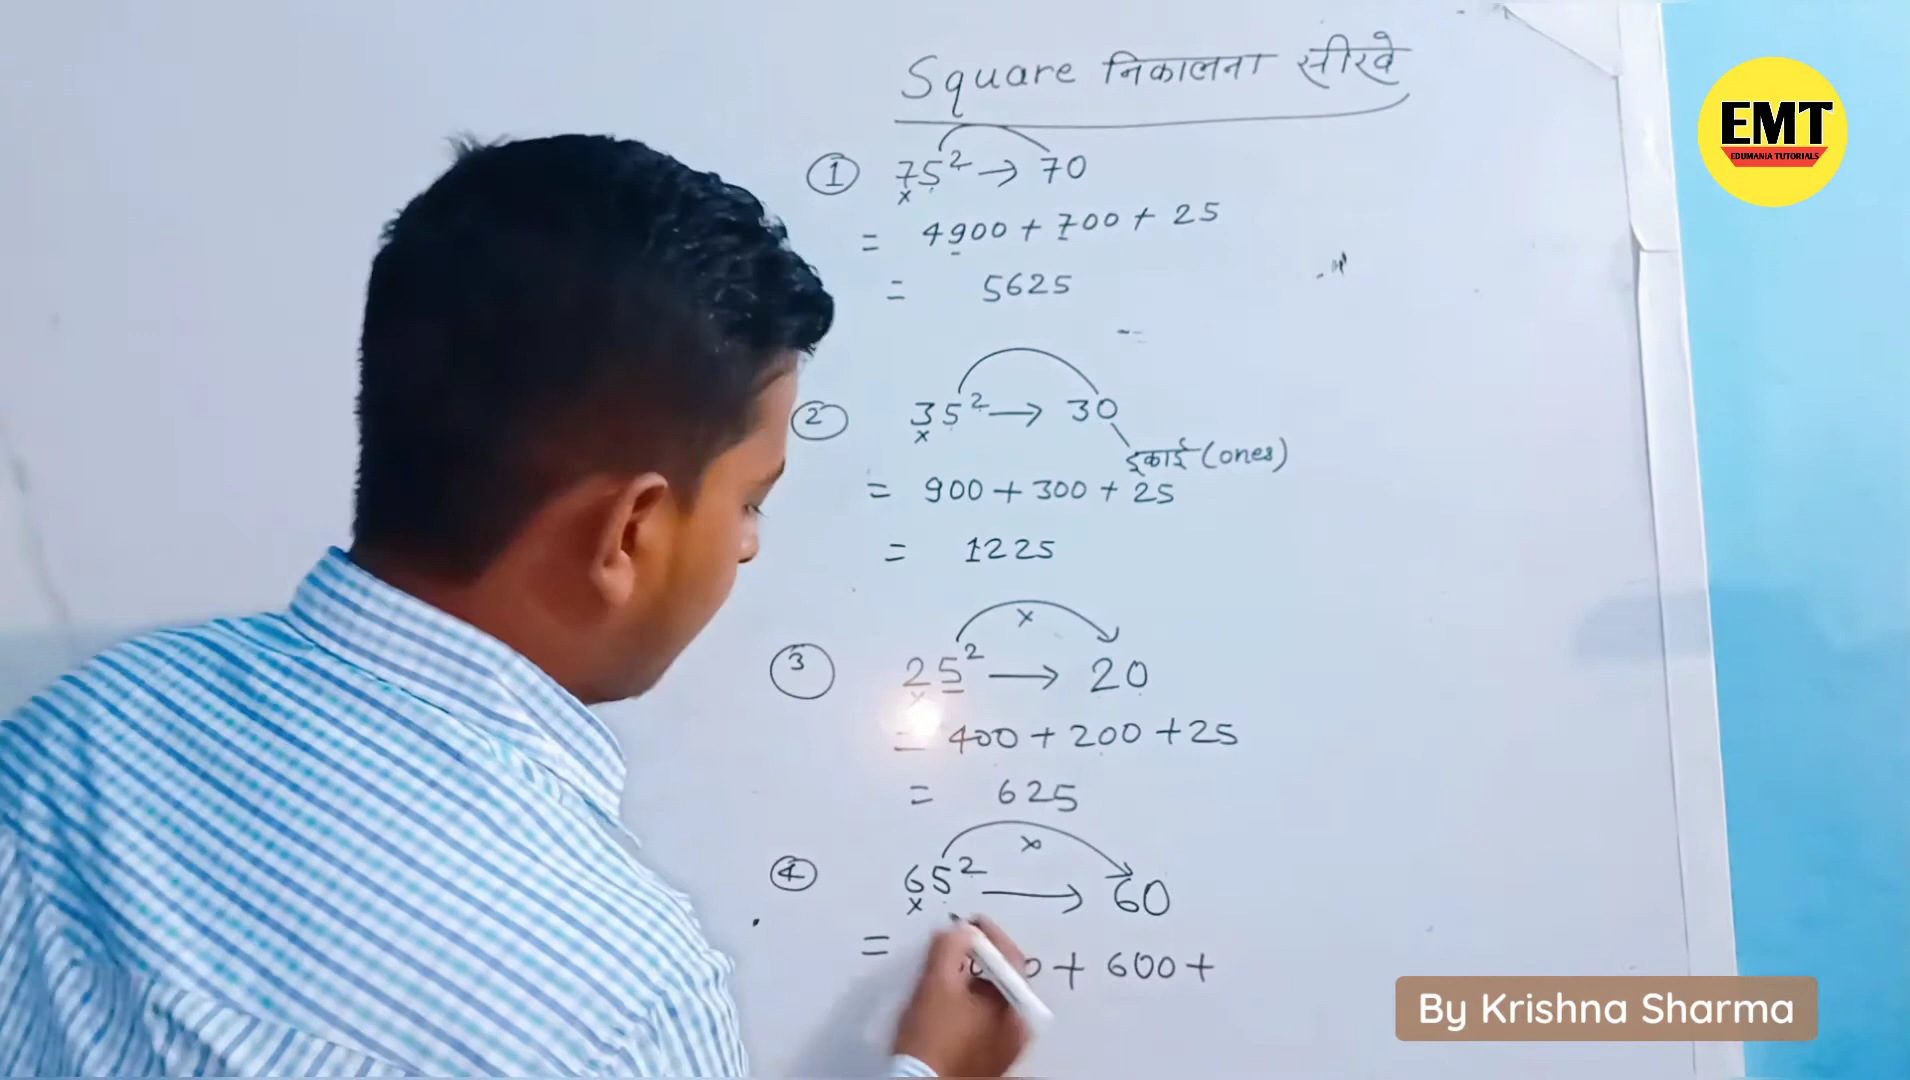 Square निकालना सीखे
EMT
EDUMANIA TUTORIALS
① 75² → 70
= 4900 + 700 + 25
= 5625
② 35² → 30
इकाई (ones)
= 900 + 300 + 25
= 1225
×
③ 25² → 20
= 400 + 200 + 25
= 625
×
④ 65² → 60
= + 600 +
By Krishna Sharma